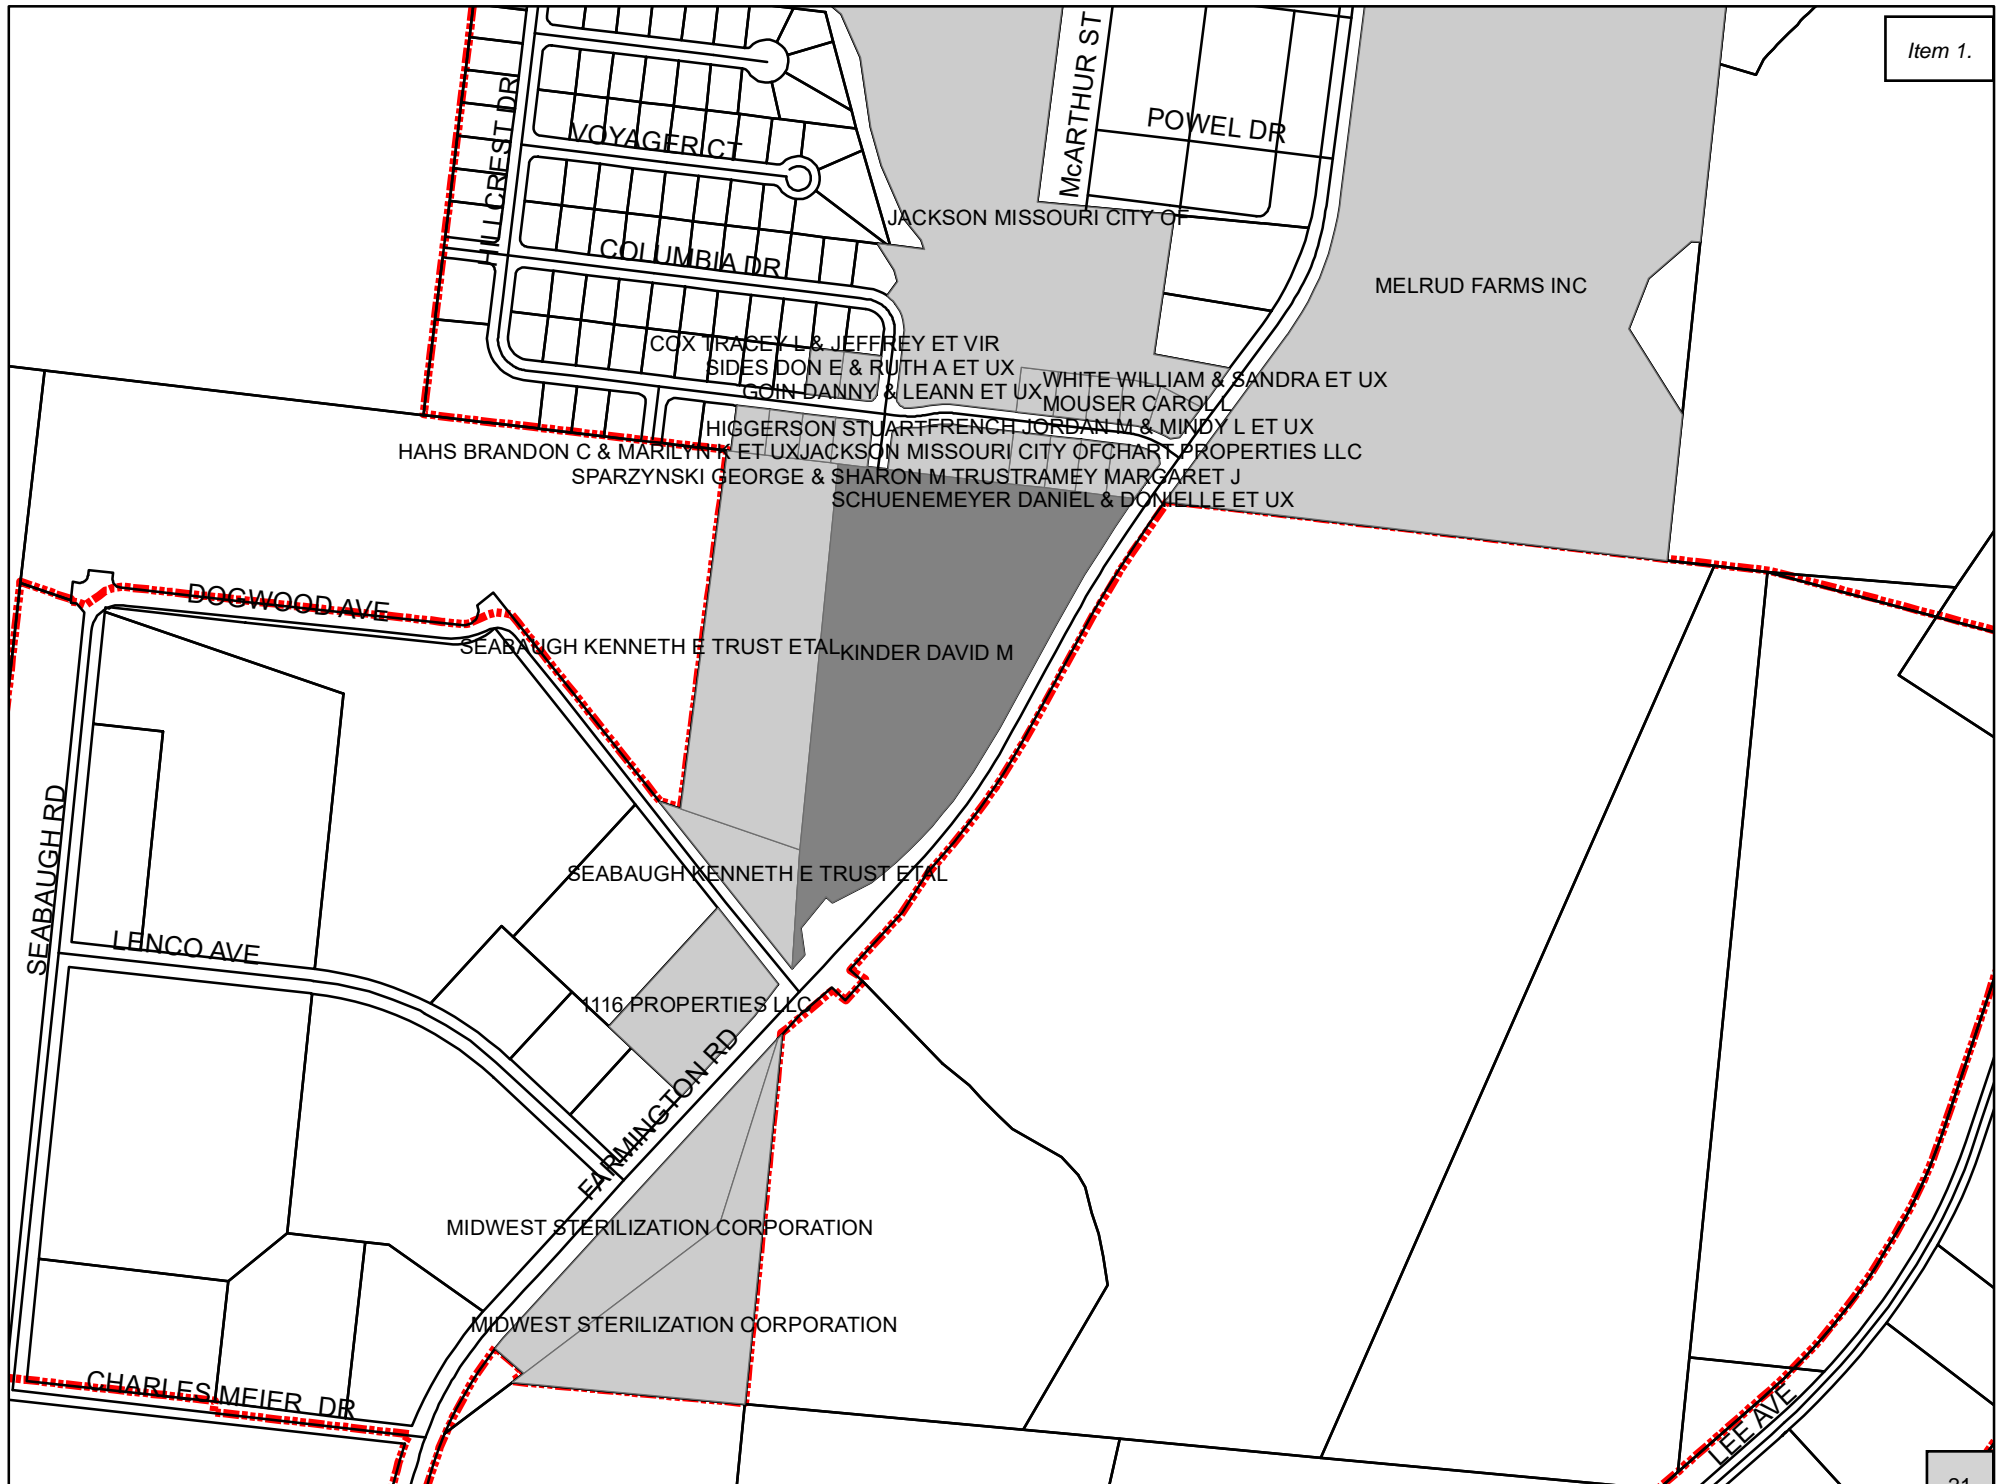 Item 1.
HILLCREST DR
VOYAGER CT
COLUMBIA DR
McARTHUR ST
POWEL DR
JACKSON MISSOURI CITY OF
MELRUD FARMS INC
COX TRACEY L & JEFFREY ET VIR
SIDES DON E & RUTH A ET UX
GOIN DANNY & LEANN ET UX
WHITE WILLIAM & SANDRA ET UX
MOUSER CAROL L
HIGGERSON STUART
FRENCH JORDAN M & MINDY L ET UX
HAHS BRANDON C & MARILYN K ET UX
JACKSON MISSOURI CITY OF
CHART PROPERTIES LLC
SPARZYNSKI GEORGE & SHARON M TRUST
RAMEY MARGARET J
SCHUENEMEYER DANIEL & DONIELLE ET UX
DOGWOOD AVE
SEABAUGH KENNETH E TRUST ETAL
KINDER DAVID M
SEABAUGH RD
SEABAUGH KENNETH E TRUST ETAL
LENCO AVE
1116 PROPERTIES LLC
FARMINGTON RD
MIDWEST STERILIZATION CORPORATION
MIDWEST STERILIZATION CORPORATION
CHARLES MEIER DR
LEE AVE
21